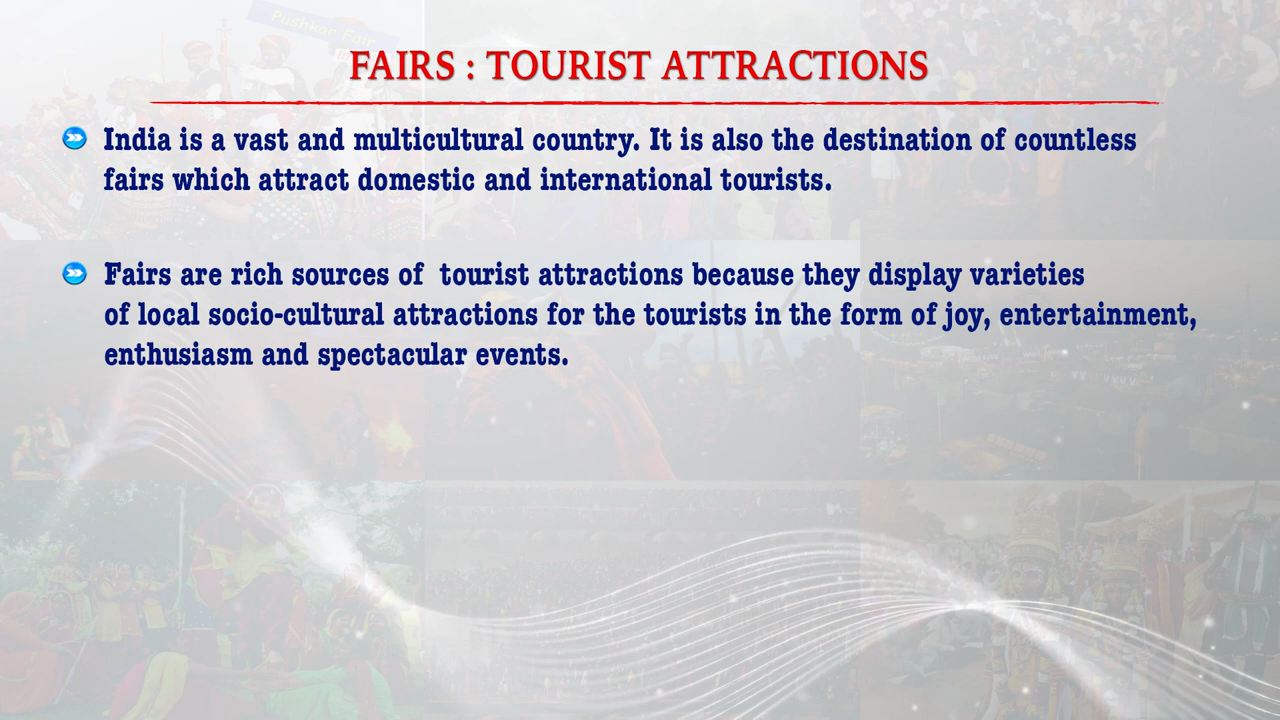 Pushkar Fair
FAIRS : TOURIST ATTRACTIONS
India is a vast and multicultural country. It is also the destination of countless
fairs which attract domestic and international tourists.
Fairs are rich sources of  tourist attractions because they display varieties
of local socio-cultural attractions for the tourists in the form of joy, entertainment,
enthusiasm and spectacular events.